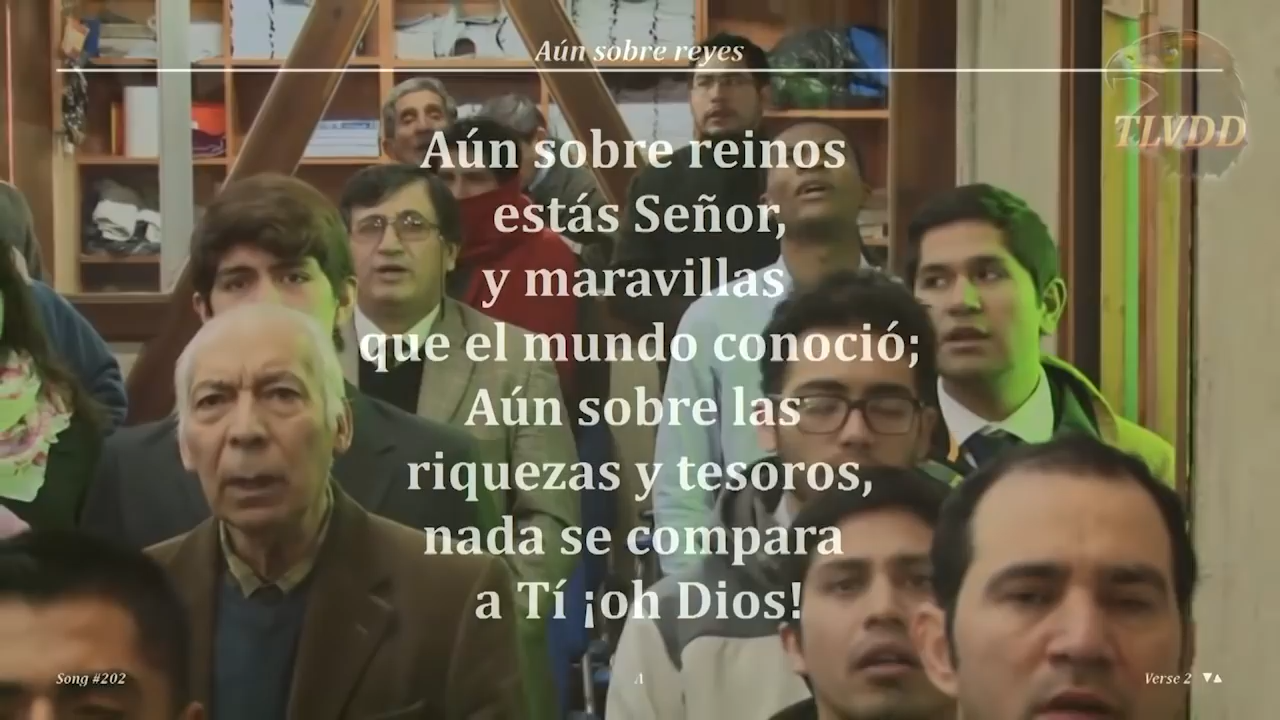 Aún sobre reyes
TLVDD
Aún sobre reinos
estás Señor,
y maravillas
que el mundo conoció;
Aún sobre las
riquezas y tesoros,
nada se compara
a Tí ¡oh Dios!
Song #202
A
Verse 2 ▼▲